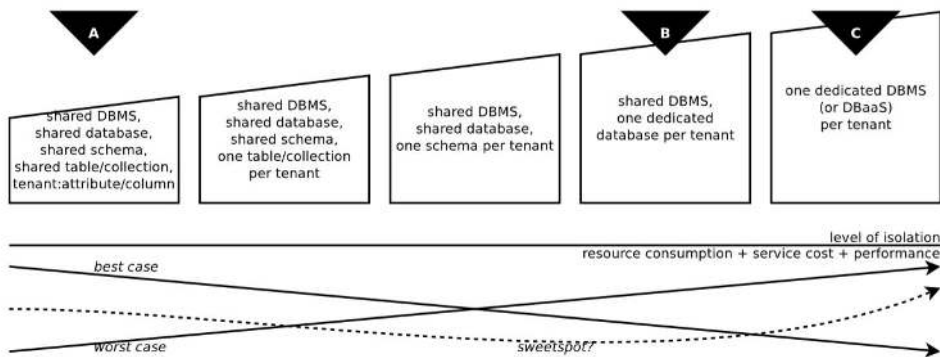 A
B
C
shared DBMS,
shared database,
shared schema,
shared table/collection,
tenant:attribute/column
shared DBMS,
shared database,
shared schema,
one table/collection
per tenant
shared DBMS,
shared database,
one schema per tenant
shared DBMS,
one dedicated
database per tenant
one dedicated DBMS
(or DBaaS)
per tenant
level of isolation
resource consumption + service cost + performance
best case
worst case
sweetspot?